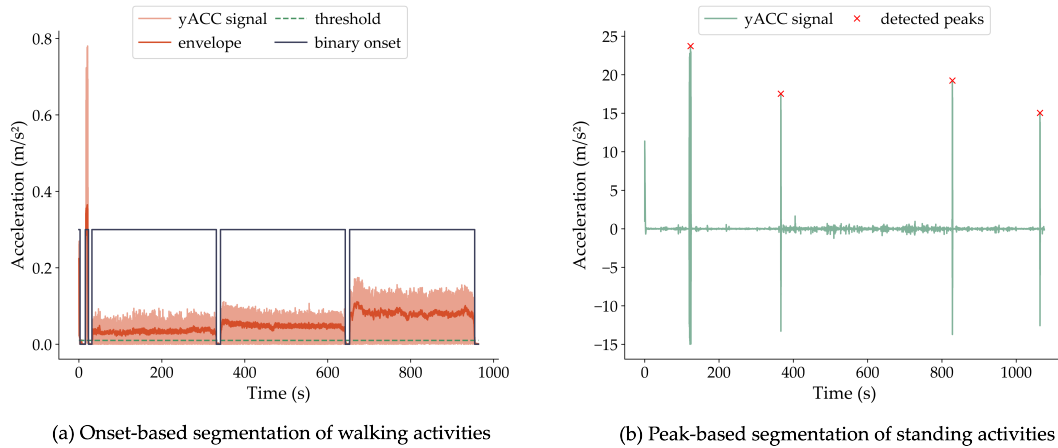 yACC signal
threshold
envelope
binary onset
0.8
0.6
0.4
0.2
0.0
Acceleration (m/s²)
0
200
400
600
800
1000
Time (s)
(a) Onset-based segmentation of walking activities
yACC signal
detected peaks
25
20
15
10
5
0
−5
−10
−15
Acceleration (m/s²)
0
200
400
600
800
1000
Time (s)
(b) Peak-based segmentation of standing activities